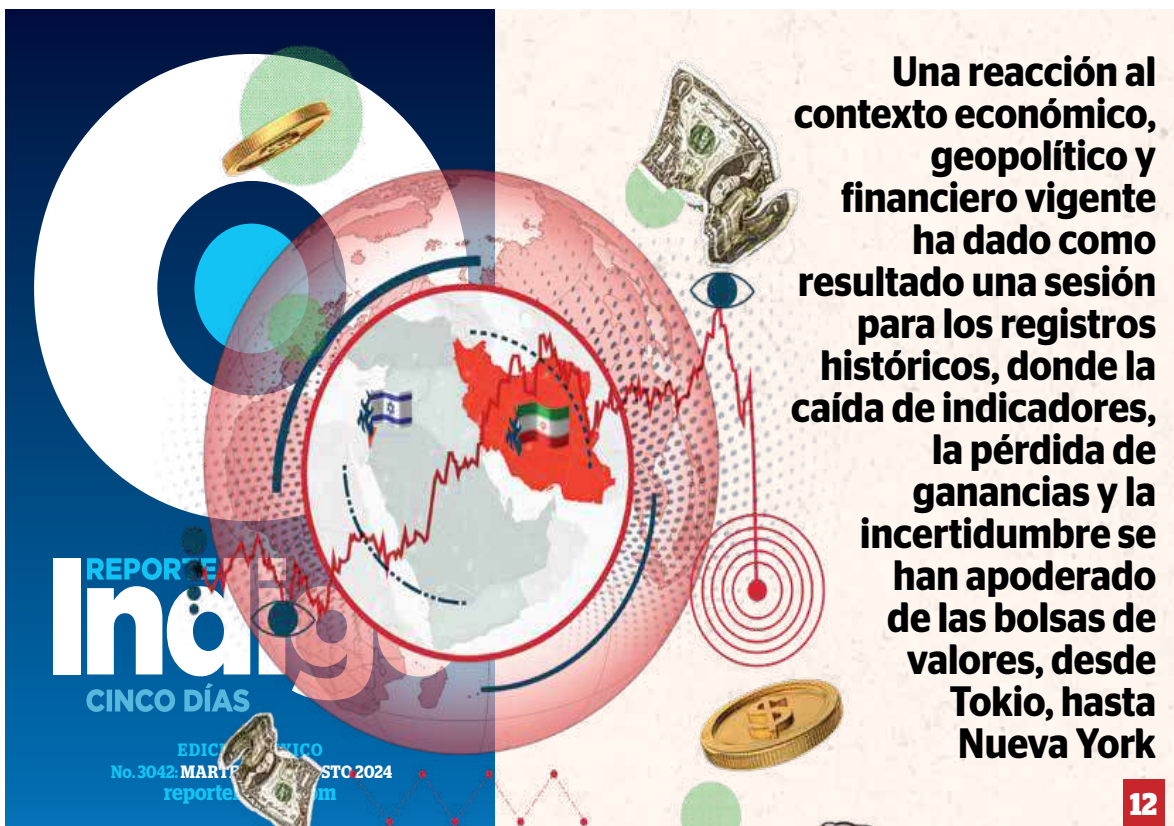 REPORTE
Indigo
CINCO DÍAS
No. 3042: 2024
Una reacción al
contexto económico,
geopolítico y
financiero vigente
ha dado como
resultado una sesión
para los registros
históricos, donde la
caída de indicadores,
la pérdida de
ganancias y la
incertidumbre se
han apoderado
de las bolsas de
valores, desde
Tokio, hasta
Nueva York
12